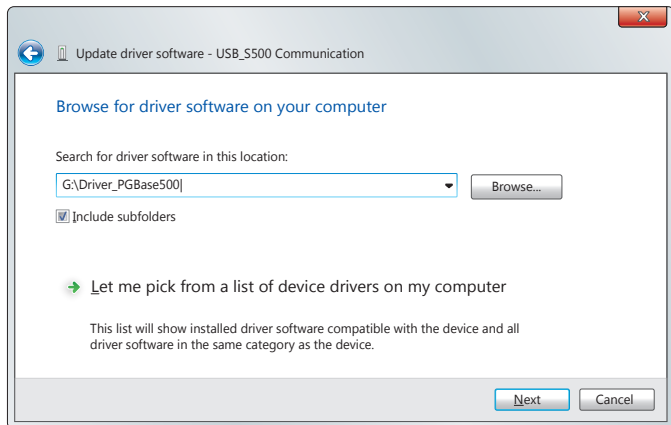 X
Update driver software - USB_S500 Communication
Browse for driver software on your computer
Search for driver software in this location:
G:\Driver_PGBase500
Browse...
Include subfolders
Let me pick from a list of device drivers on my computer
This list will show installed driver software compatible with the device and all
driver software in the same category as the device.
Next
Cancel